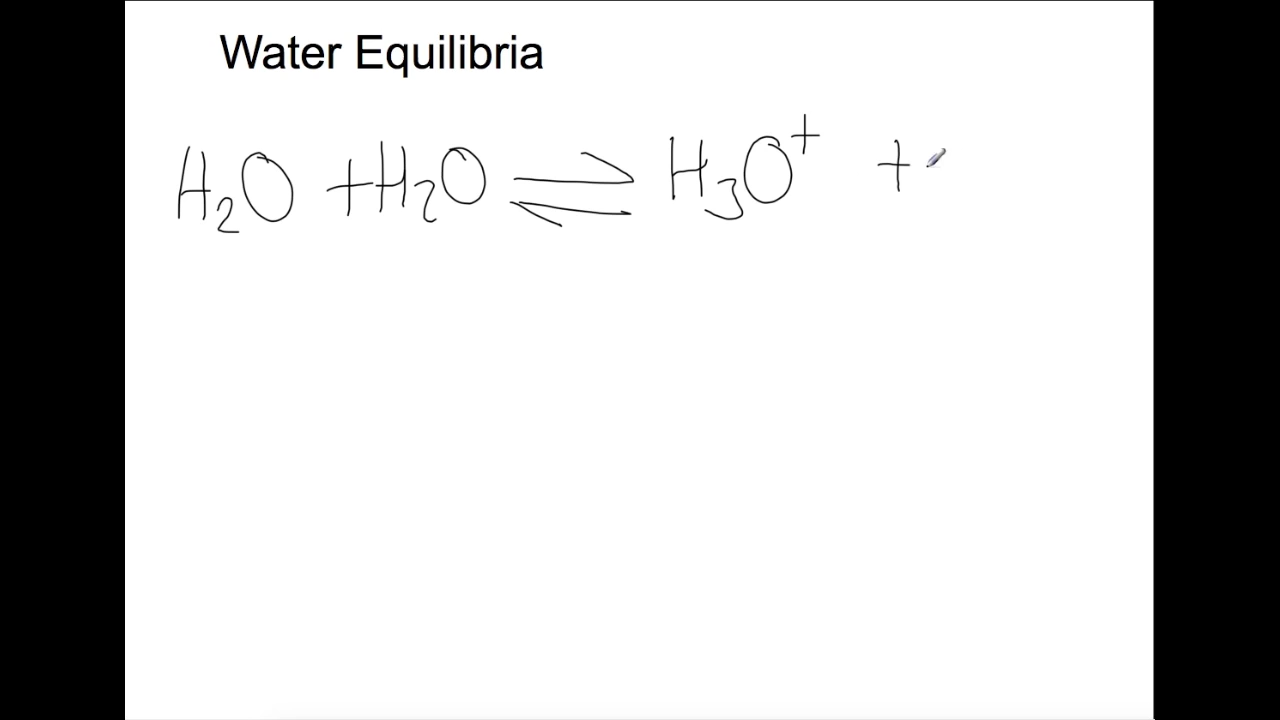 Water Equilibria
H₂O + H₂O ⇌ H₃O⁺ +